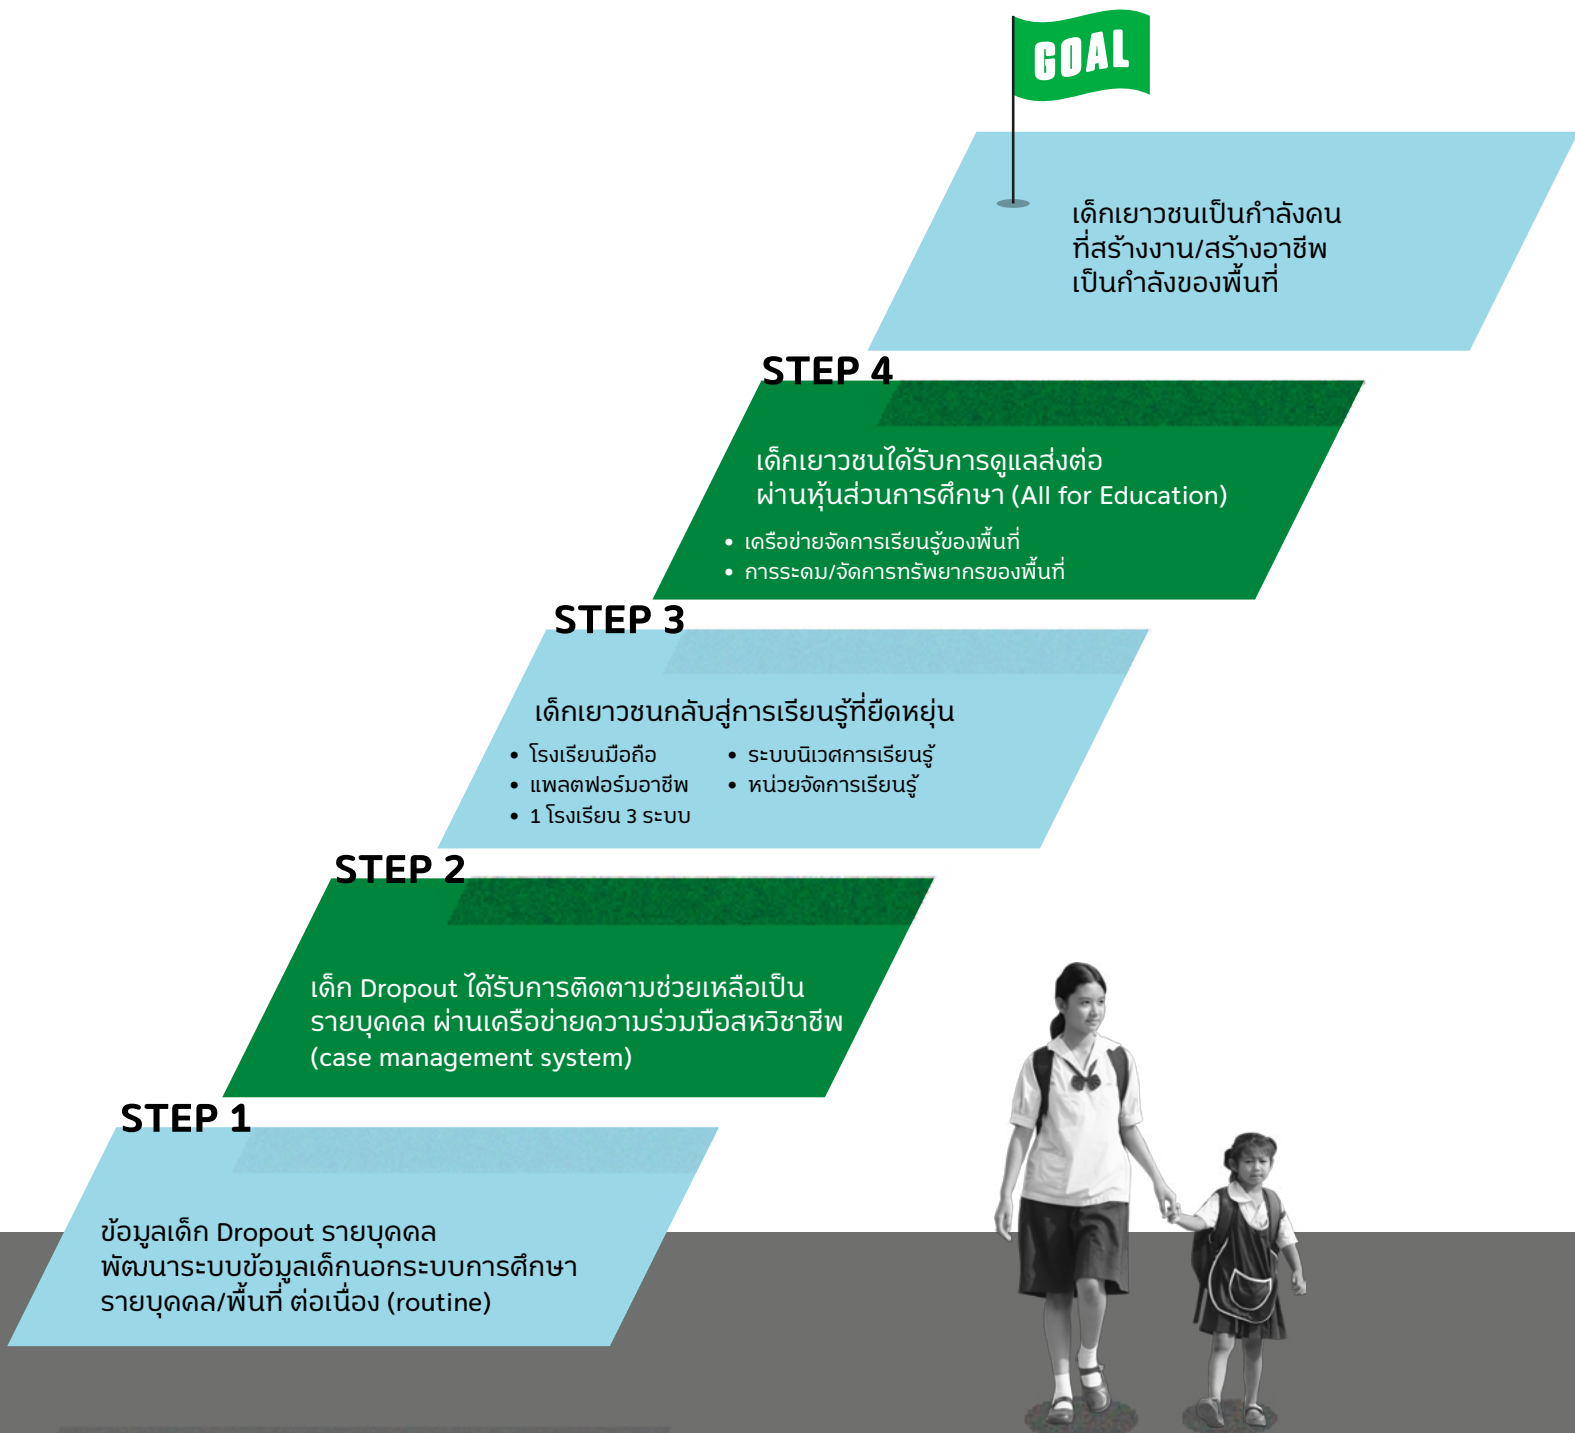 GOAL
เด็กเยาวชนเป็นกำลังคน
ที่สร้างงาน/สร้างอาชีพ
เป็นกำลังของพื้นที่
STEP 4
เด็กเยาวชนได้รับการดูแลส่งต่อ
ผ่านหุ้นส่วนการศึกษา (All for Education)
• เครือข่ายจัดการเรียนรู้ของพื้นที่
• การระดม/จัดการทรัพยากรของพื้นที่
STEP 3
เด็กเยาวชนกลับสู่การเรียนรู้ที่ยืดหยุ่น
• โรงเรียนมือถือ
• แพลตฟอร์มอาชีพ
• 1 โรงเรียน 3 ระบบ
• ระบบนิเวศการเรียนรู้
• หน่วยจัดการเรียนรู้
STEP 2
เด็ก Dropout ได้รับการติดตามช่วยเหลือเป็น
รายบุคคล ผ่านเครือข่ายความร่วมมือสหวิชาชีพ
(case management system)
STEP 1
ข้อมูลเด็ก Dropout รายบุคคล
พัฒนาระบบข้อมูลเด็กนอกระบบการศึกษา
รายบุคคล/พื้นที่ ต่อเนื่อง (routine)